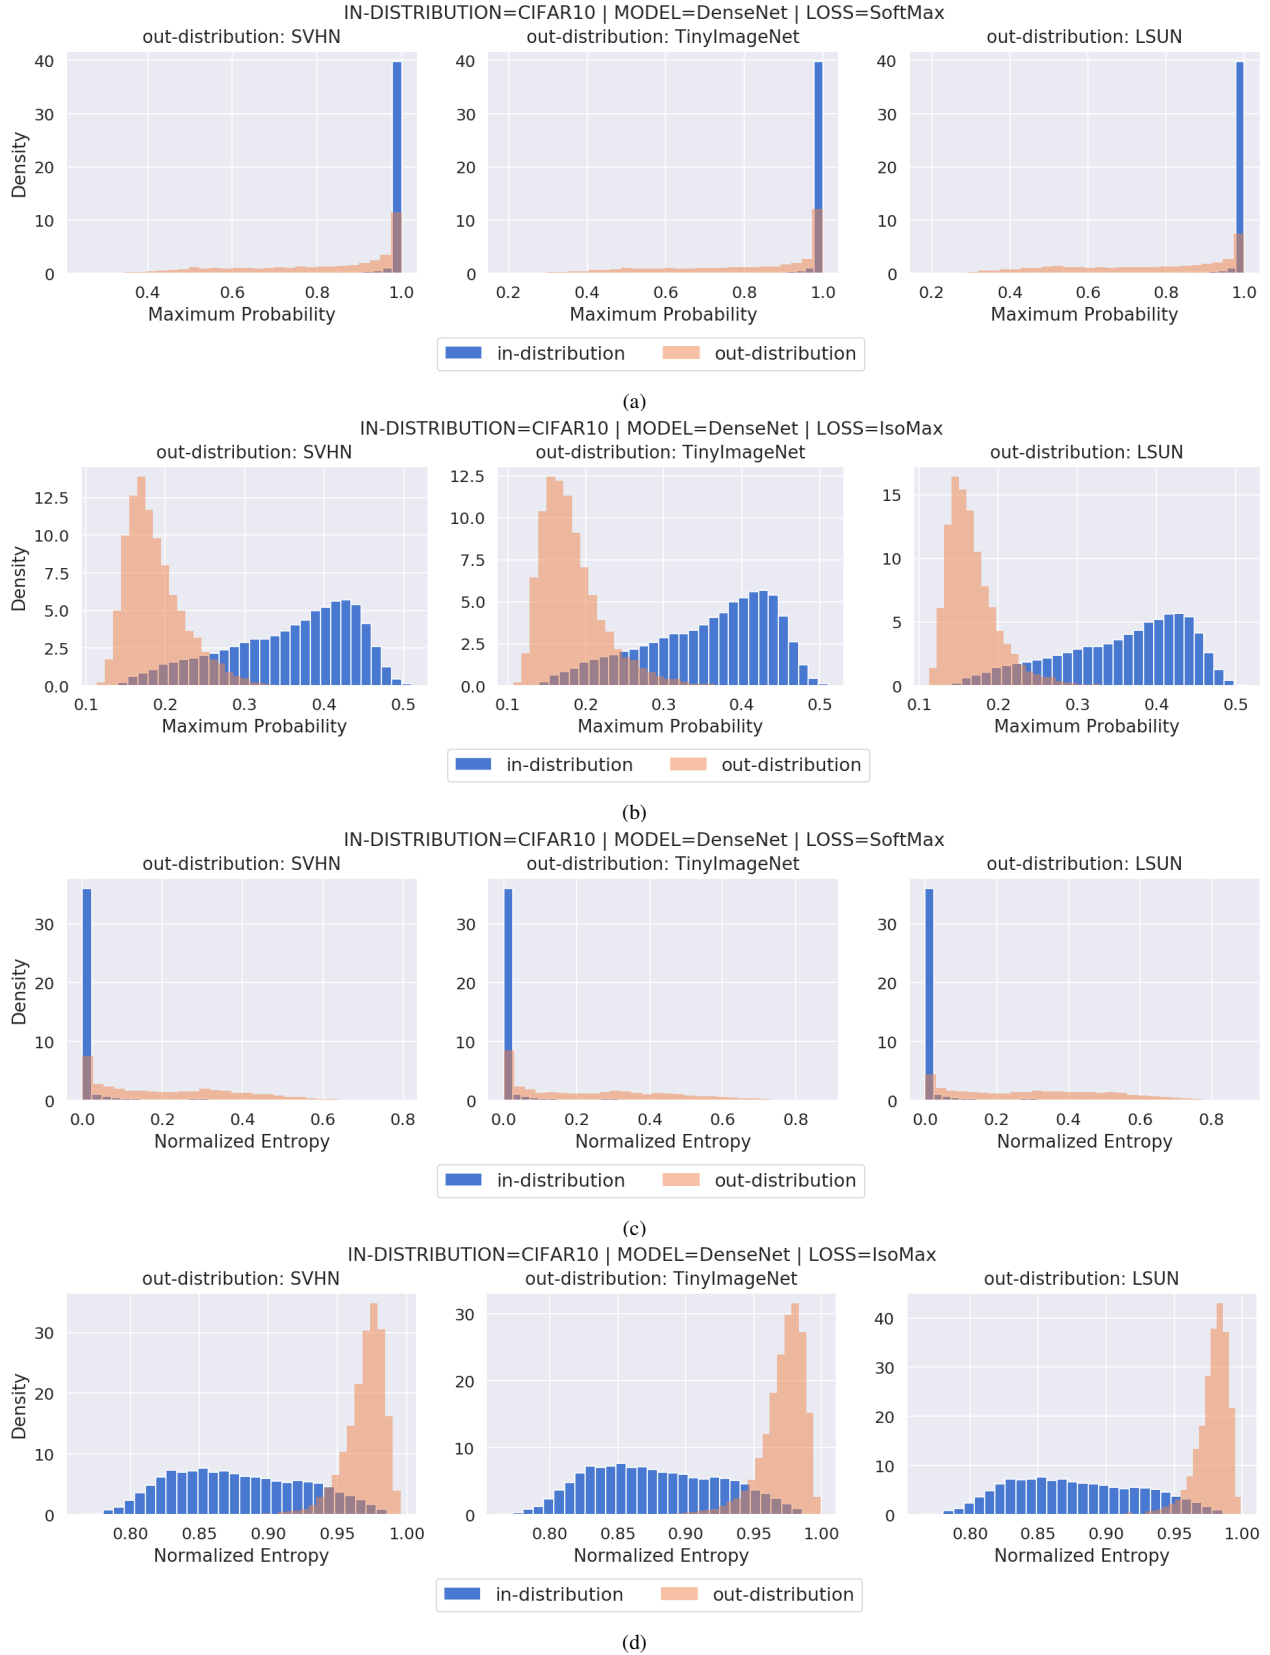 IN-DISTRIBUTION=CIFAR10 | MODEL=DenseNet | LOSS=SoftMax
out-distribution: SVHN
out-distribution: TinyImageNet
out-distribution: LSUN
Density
40
30
20
10
0
0.4 0.6 0.8 1.0
Maximum Probability
40
30
20
10
0
0.2 0.4 0.6 0.8 1.0
Maximum Probability
40
30
20
10
0
0.2 0.4 0.6 0.8 1.0
Maximum Probability
in-distribution out-distribution
(a)
IN-DISTRIBUTION=CIFAR10 | MODEL=DenseNet | LOSS=IsoMax
out-distribution: SVHN
out-distribution: TinyImageNet
out-distribution: LSUN
Density
12.5
10.0
7.5
5.0
2.5
0.0
0.1 0.2 0.3 0.4 0.5
Maximum Probability
12.5
10.0
7.5
5.0
2.5
0.0
0.1 0.2 0.3 0.4 0.5
Maximum Probability
15
10
5
0
0.1 0.2 0.3 0.4 0.5
Maximum Probability
in-distribution out-distribution
(b)
IN-DISTRIBUTION=CIFAR10 | MODEL=DenseNet | LOSS=SoftMax
out-distribution: SVHN
out-distribution: TinyImageNet
out-distribution: LSUN
Density
30
20
10
0
0.0 0.2 0.4 0.6 0.8
Normalized Entropy
30
20
10
0
0.0 0.2 0.4 0.6 0.8
Normalized Entropy
30
20
10
0
0.0 0.2 0.4 0.6 0.8
Normalized Entropy
in-distribution out-distribution
(c)
IN-DISTRIBUTION=CIFAR10 | MODEL=DenseNet | LOSS=IsoMax
out-distribution: SVHN
out-distribution: TinyImageNet
out-distribution: LSUN
Density
30
20
10
0
0.80 0.85 0.90 0.95 1.00
Normalized Entropy
30
20
10
0
0.80 0.85 0.90 0.95 1.00
Normalized Entropy
40
30
20
10
0
0.80 0.85 0.90 0.95 1.00
Normalized Entropy
in-distribution out-distribution
(d)